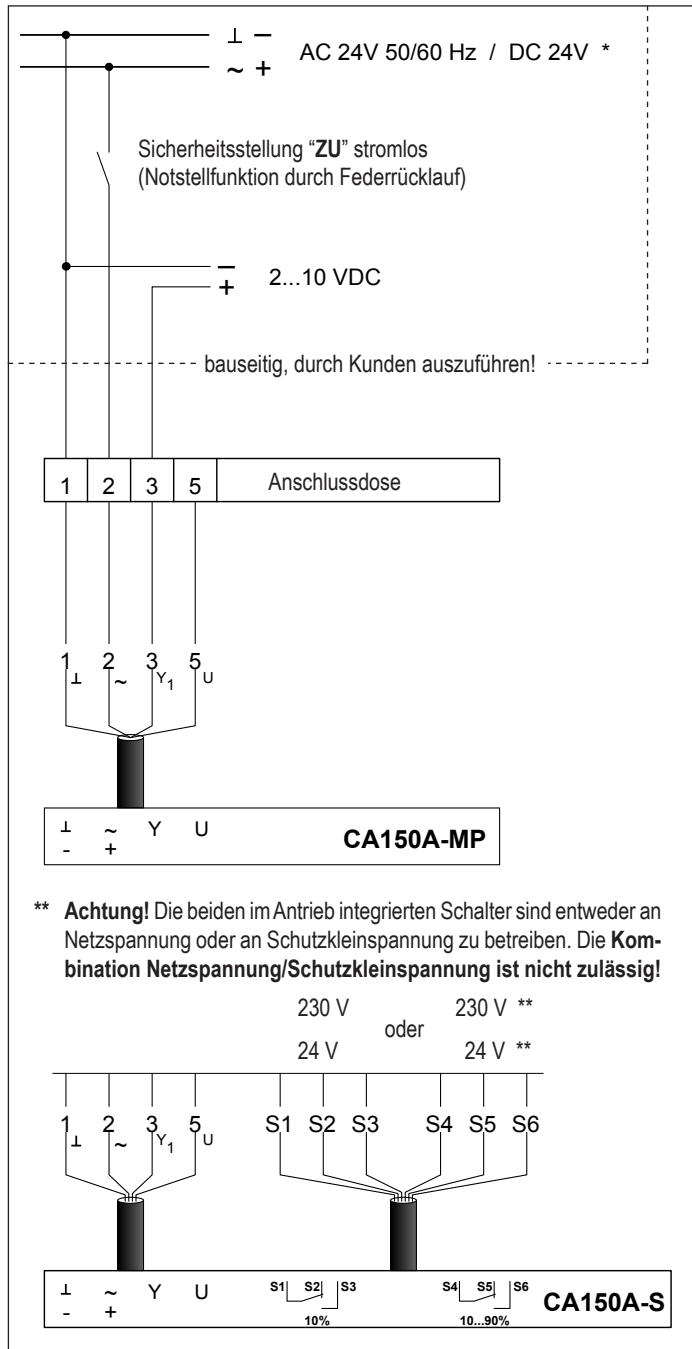 ⊥ −
AC 24V 50/60 Hz / DC 24V *
~ +
Sicherheitsstellung “ZU” stromlos
(Notstellfunktion durch Federrücklauf)
−
2...10 VDC
+
bauseitig, durch Kunden auszuführen!
1 2 3 5 Anschlussdose
1 2 3 5
⊥ ~ Y1 U
⊥ ~ Y U
- +
CA150A-MP
** Achtung! Die beiden im Antrieb integrierten Schalter sind entweder an
Netzspannung oder an Schutzkleinspannung zu betreiben. Die Kom-
bination Netzspannung/Schutzkleinspannung ist nicht zulässig!
230 V 230 V **
oder
24 V 24 V **
1 2 3 5 S1 S2 S3 S4 S5 S6
⊥ ~ Y1 U
⊥ ~ Y U S1 S2 S3 S4 S5 S6
- +
CA150A-S
10% 10...90%